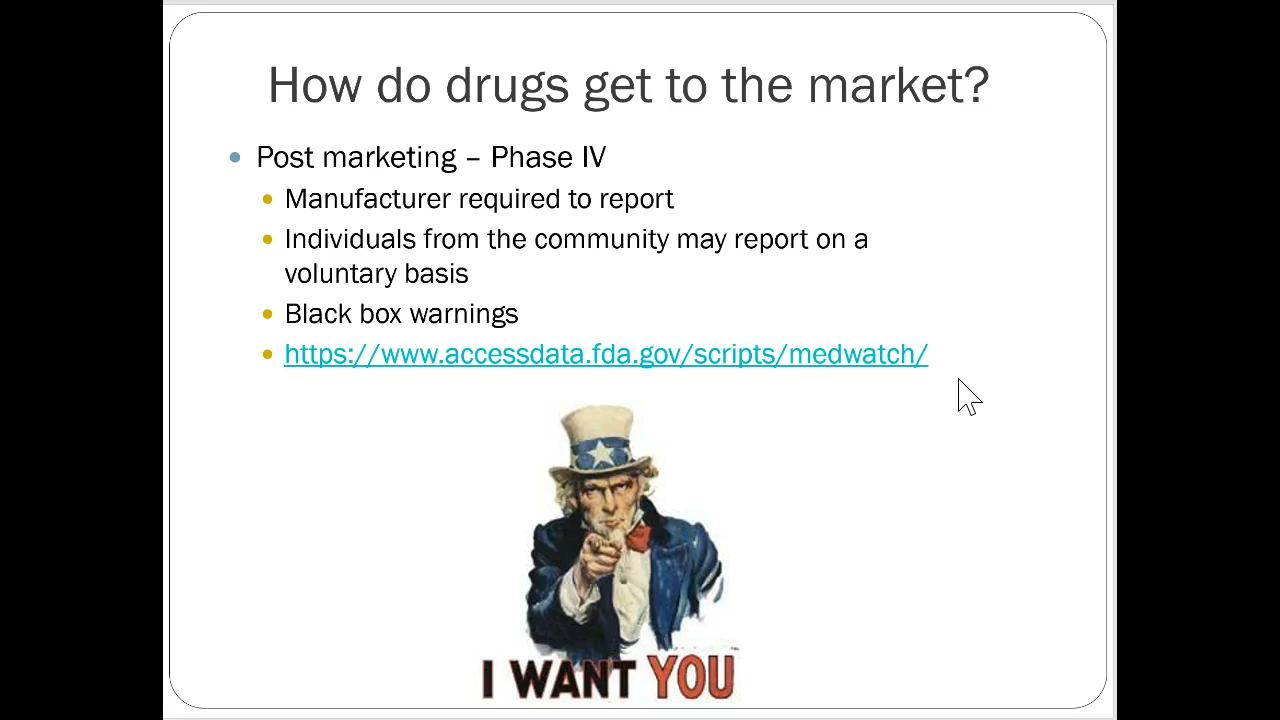 How do drugs get to the market?
Post marketing – Phase IV
Manufacturer required to report
Individuals from the community may report on a
voluntary basis
Black box warnings
https://www.accessdata.fda.gov/scripts/medwatch/
I WANT YOU